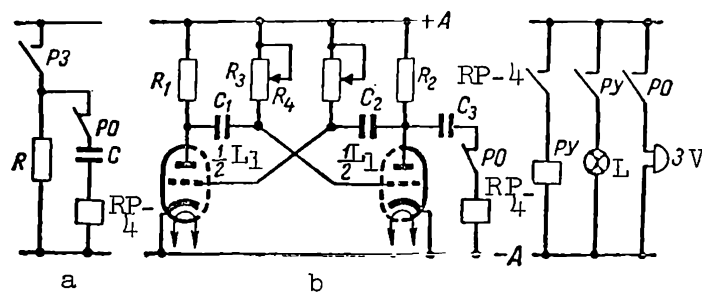 РЗ
R
РО
C
RP-
4
a
+A
R1
R3
R4
R2
C1
C2
C3
1/2 L1
1/2 L1
РО
RP-
4
-A
b
RP-4
РУ
РО
РУ
L
ЗV